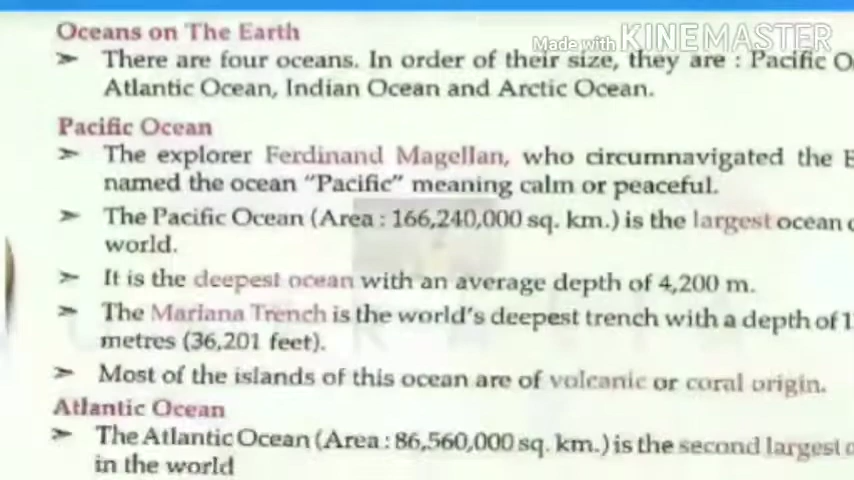 Oceans on The Earth
Made with KINEMASTER
➤ There are four oceans. In order of their size, they are : Pacific O
Atlantic Ocean, Indian Ocean and Arctic Ocean.
Pacific Ocean
➤ The explorer Ferdinand Magellan, who circumnavigated the E
named the ocean "Pacific" meaning calm or peaceful.
➤ The Pacific Ocean (Area : 166,240,000 sq. km.) is the largest ocean
world.
➤ It is the deepest ocean with an average depth of 4,200 m.
➤ The Mariana Trench is the world's deepest trench with a depth of 1
metres (36,201 feet).
➤ Most of the islands of this ocean are of volcanic or coral origin.
Atlantic Ocean
➤ The Atlantic Ocean (Area : 86,560,000 sq. km.) is the second largest
in the world